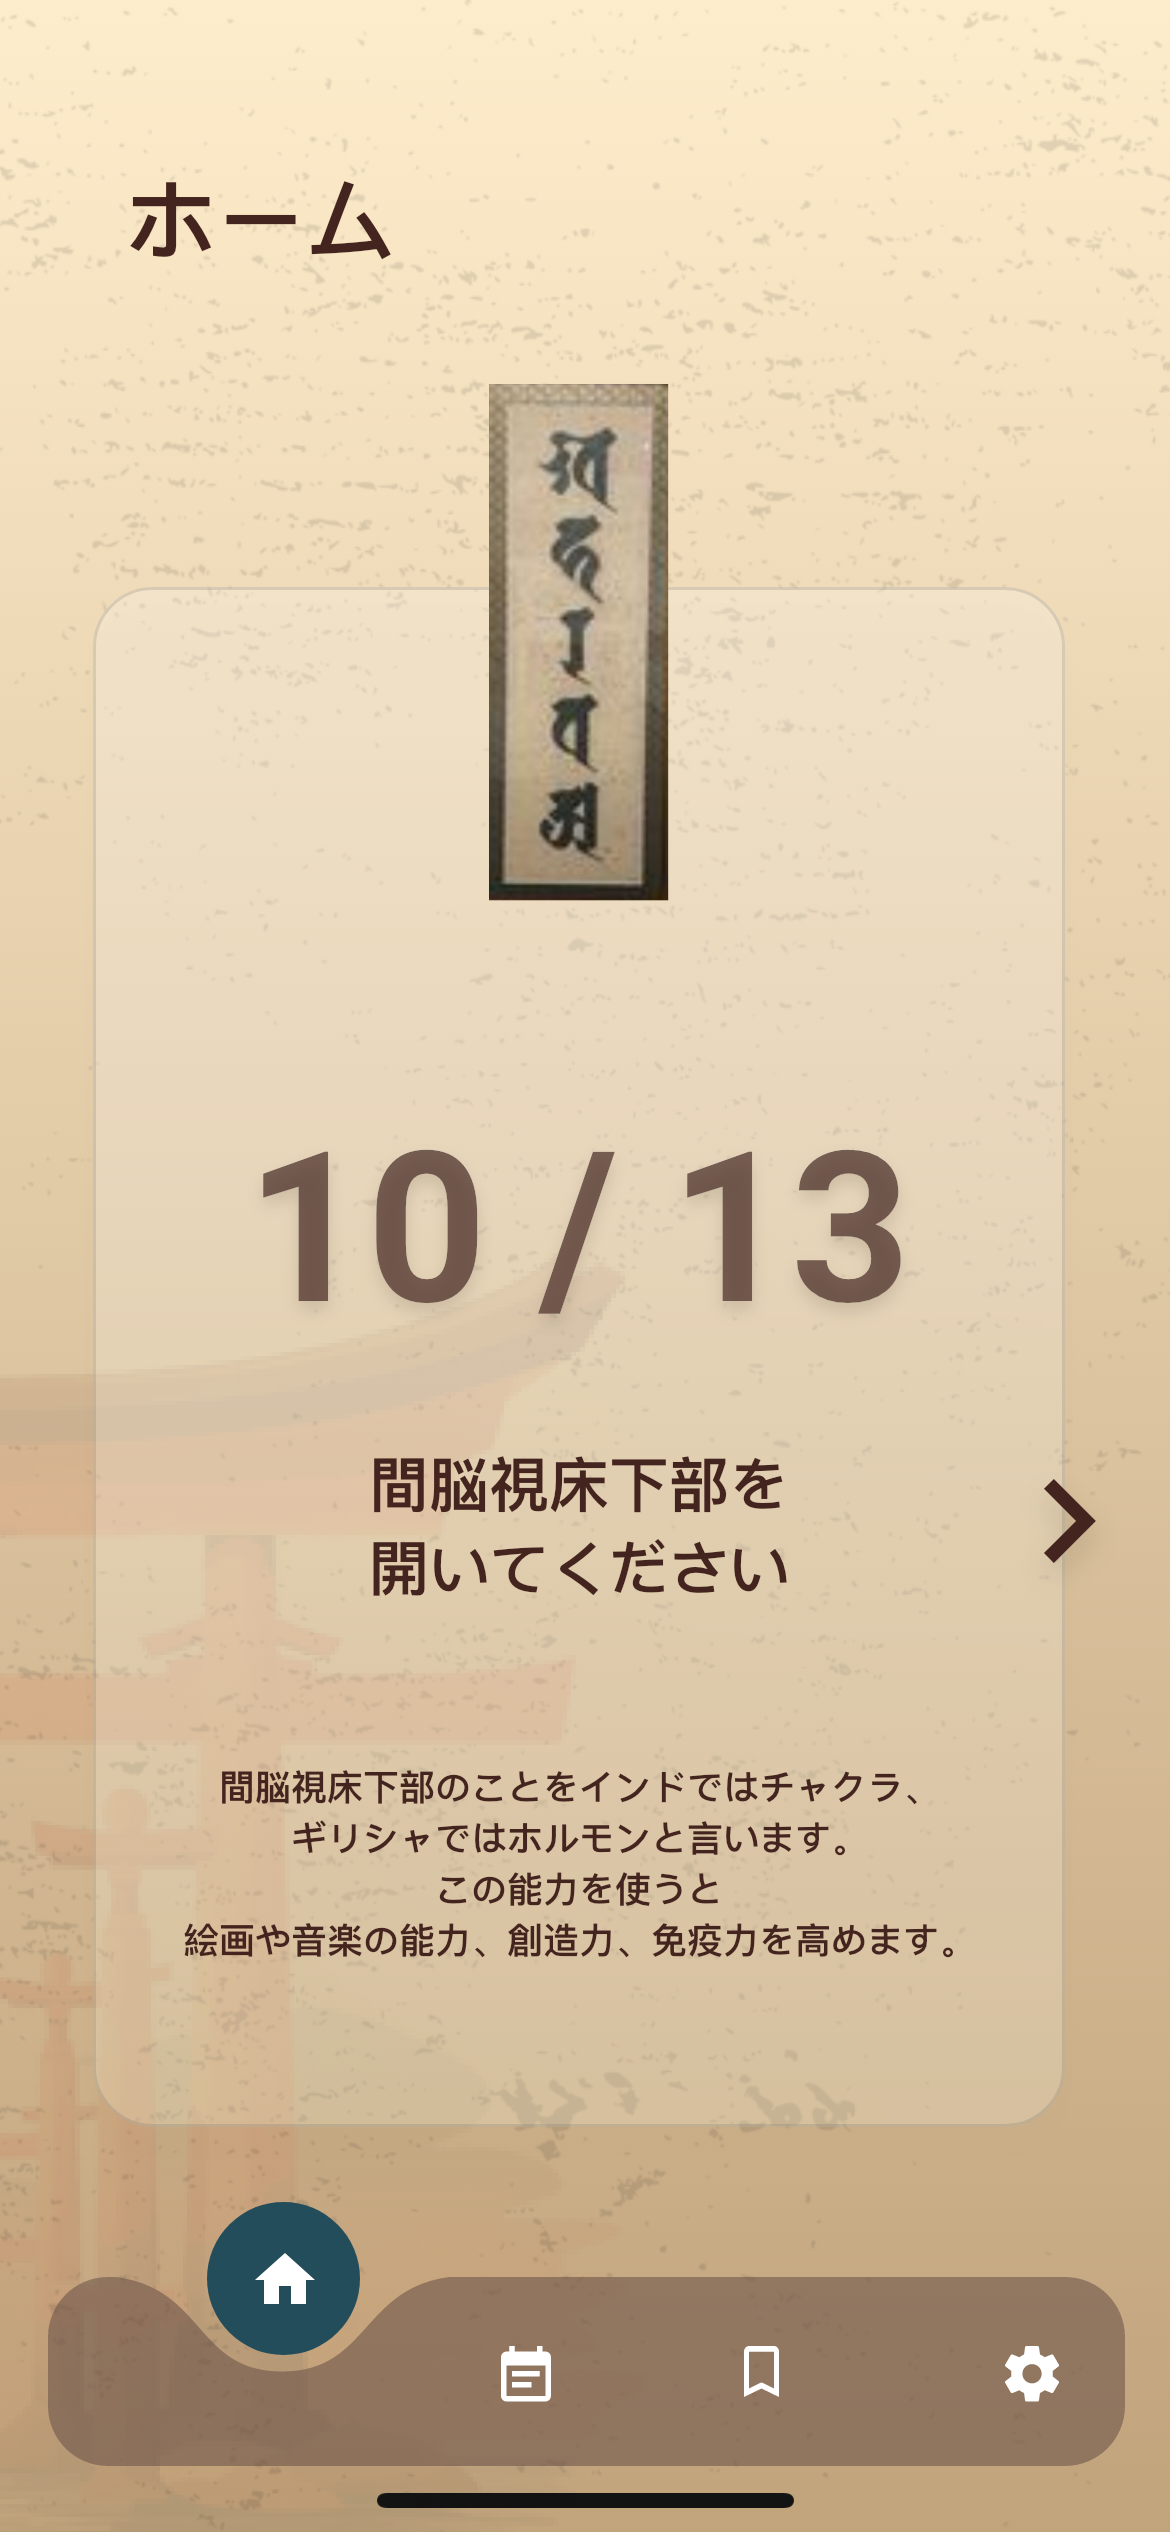 ホーム
10 / 13
間脳視床下部を
開いてください
間脳視床下部のことをインドではチャクラ、
ギリシャではホルモンと言います。
この能力を使うと
絵画や音楽の能力、創造力、免疫力を高めます。